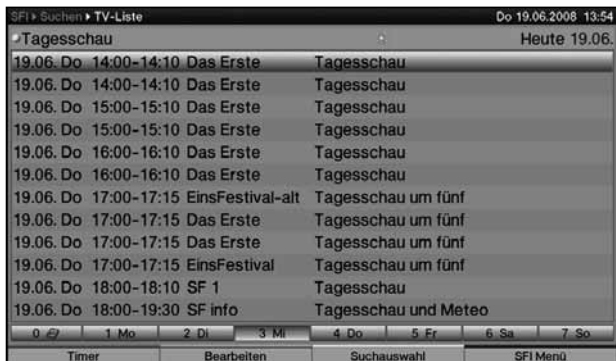 SFI ▸ Suchen ▸ TV-Liste Do 19.06.2008 13:54
Tagesschau Heute 19.06.
19.06. Do 14:00-14:10 Das Erste Tagesschau
19.06. Do 14:00-14:10 Das Erste Tagesschau
19.06. Do 15:00-15:10 Das Erste Tagesschau
19.06. Do 15:00-15:10 Das Erste Tagesschau
19.06. Do 16:00-16:10 Das Erste Tagesschau
19.06. Do 16:00-16:10 Das Erste Tagesschau
19.06. Do 17:00-17:15 EinsFestival-alt Tagesschau um fünf
19.06. Do 17:00-17:15 Das Erste Tagesschau um fünf
19.06. Do 17:00-17:15 Das Erste Tagesschau um fünf
19.06. Do 17:00-17:15 EinsFestival Tagesschau um fünf
19.06. Do 18:00-18:10 SF 1 Tagesschau
19.06. Do 18:00-19:30 SF info Tagesschau und Meteo
0 1 Mo 2 Di 3 Mi 4 Do 5 Fr 6 Sa 7 So
Timer Bearbeiten Suchauswahl SFI Menü